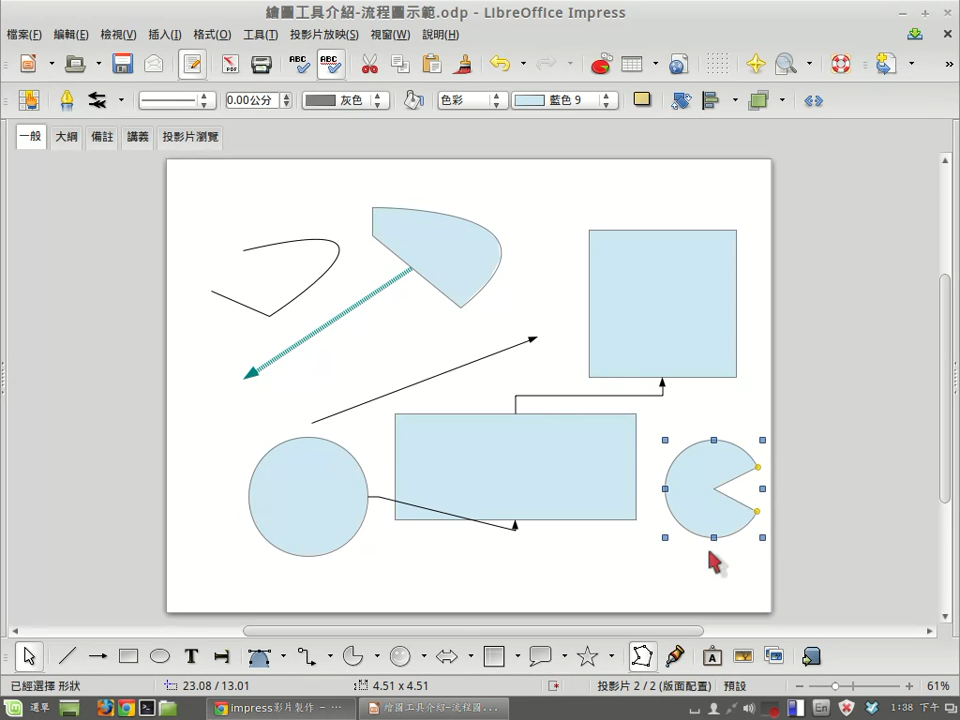 繪圖工具介紹-流程圖示範.odp - LibreOffice Impress
檔案(F) 編輯(E) 檢視(V) 插入(I) 格式(O) 工具(T) 投影片放映(S) 視窗(W) 說明(H)
0.00公分 灰色 色彩 藍色 9
一般 大綱 備註 講義 投影片瀏覽
已經選擇 形狀 23.08 / 13.01 4.51 x 4.51 投影片 2 / 2 (版面配置) 預設 61%
選單 impress影片製作 - ··· 繪圖工具介紹-流程圖... En 1:38 下午